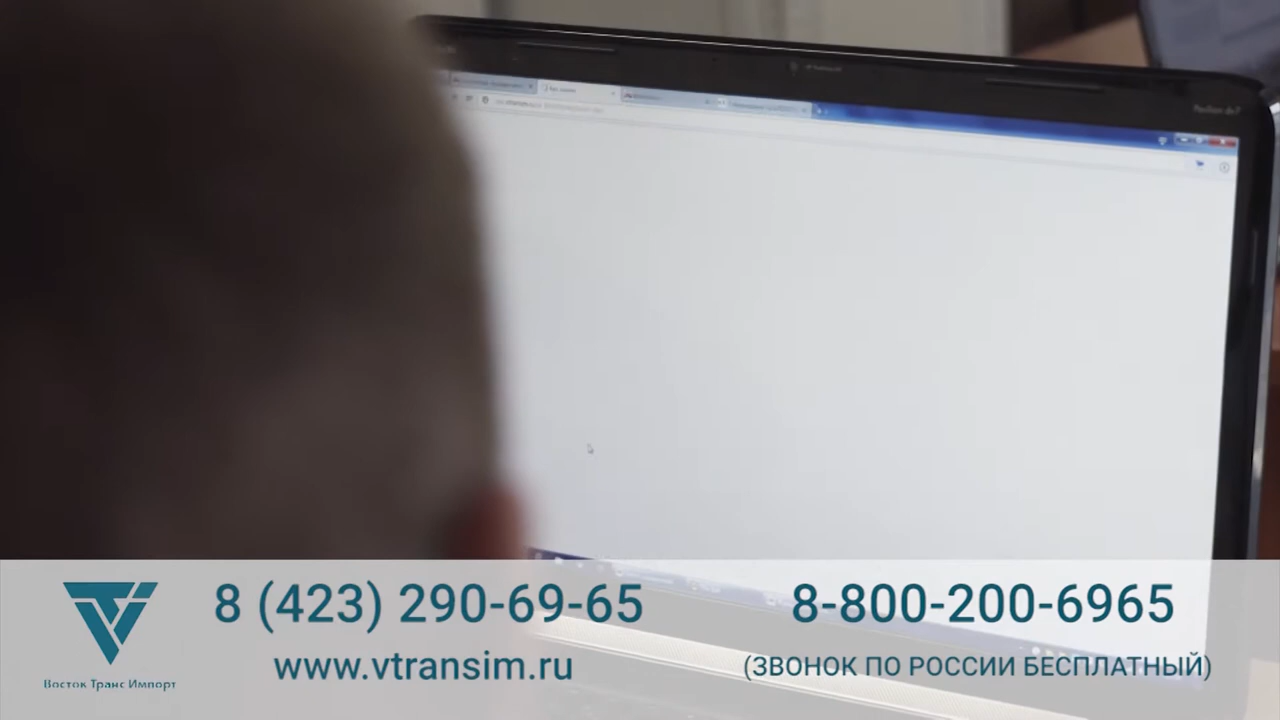 8 (423) 290-69-65
www.vtransim.ru
8-800-200-6965
(ЗВОНОК ПО РОССИИ БЕСПЛАТНЫЙ)
Восток Транс Импорт